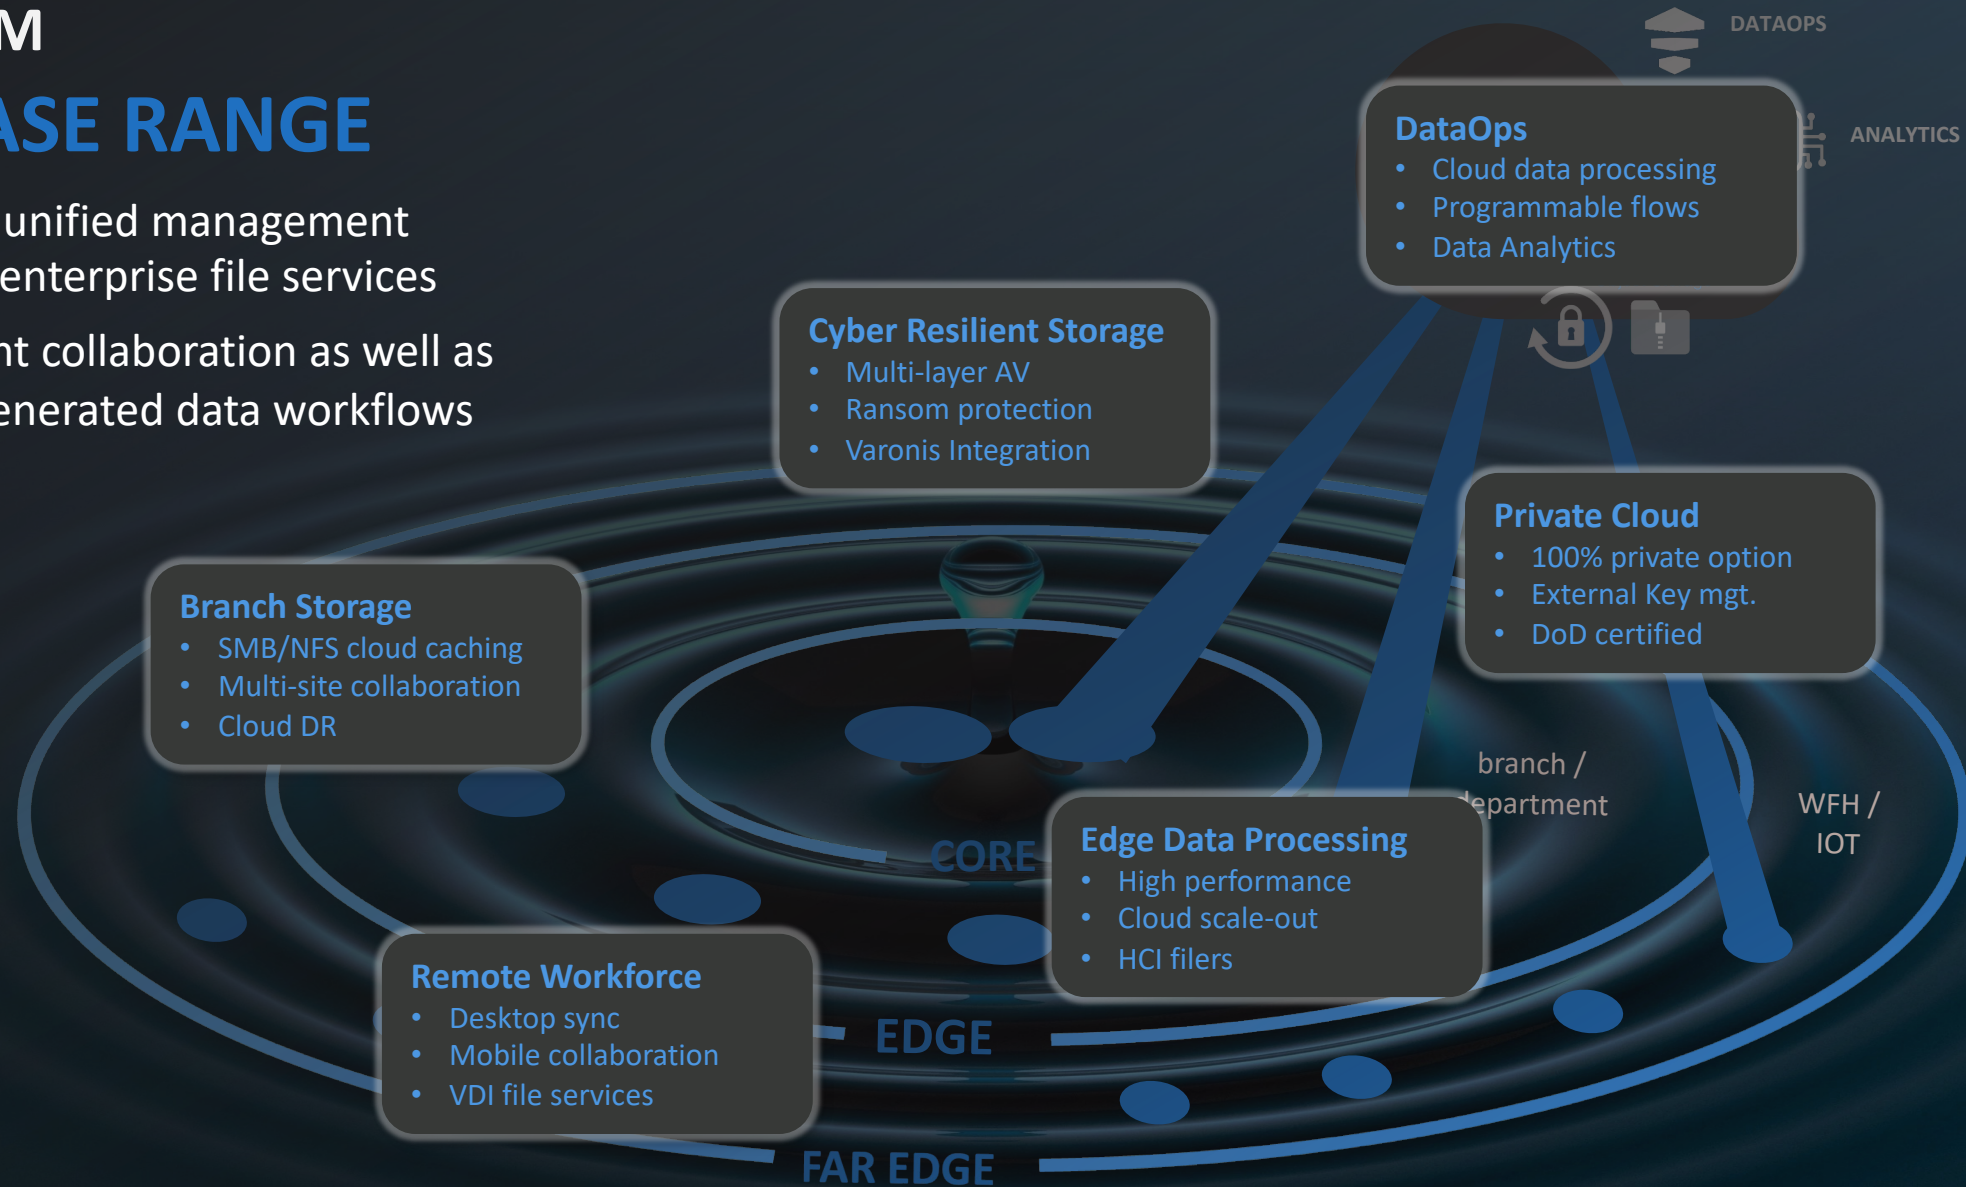 M
ASE RANGE
unified management
enterprise file services
nt collaboration as well as
enerated data workflows
DATAOPS
ANALYTICS
DataOps
• Cloud data processing
• Programmable flows
• Data Analytics
Cyber Resilient Storage
• Multi-layer AV
• Ransom protection
• Varonis Integration
Private Cloud
• 100% private option
• External Key mgt.
• DoD certified
Branch Storage
• SMB/NFS cloud caching
• Multi-site collaboration
• Cloud DR
branch /
epartment
WFH /
IOT
CORE
Edge Data Processing
• High performance
• Cloud scale-out
• HCI filers
Remote Workforce
• Desktop sync
• Mobile collaboration
• VDI file services
EDGE
FAR EDGE